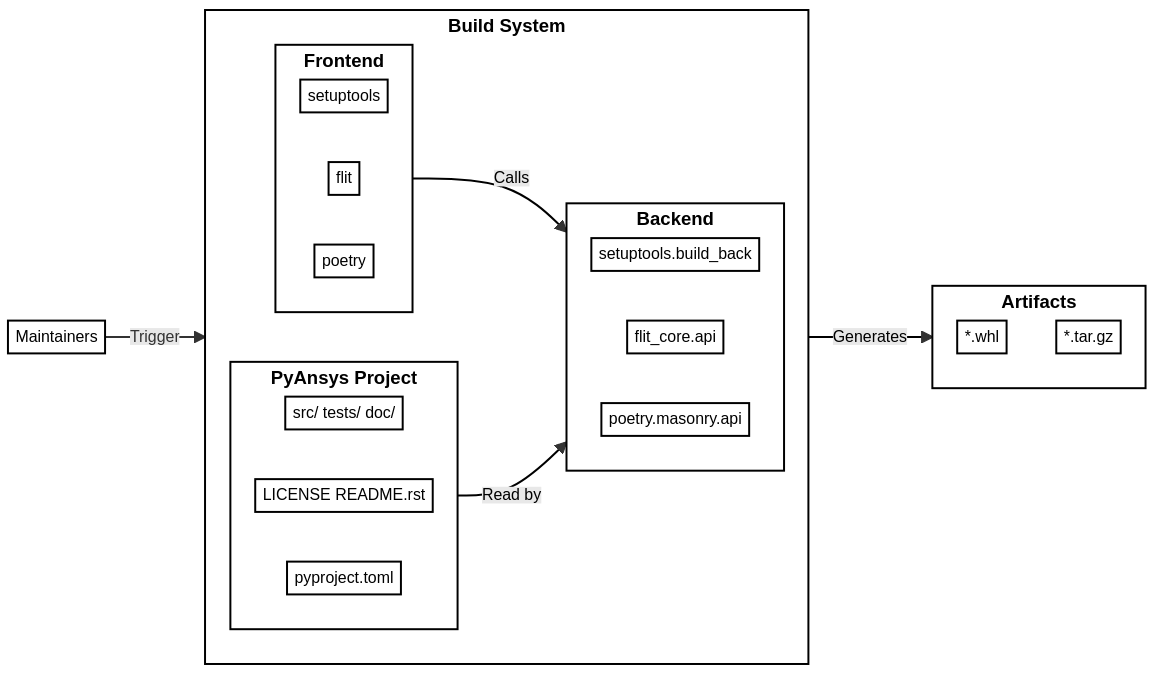 Build System
Frontend
setuptools
flit
poetry
Calls
Backend
setuptools.build_back
flit_core.api
poetry.masonry.api
Maintainers
Trigger
PyAnsys Project
src/ tests/ doc/
LICENSE README.rst
pyproject.toml
Read by
Generates
Artifacts
*.whl
*.tar.gz